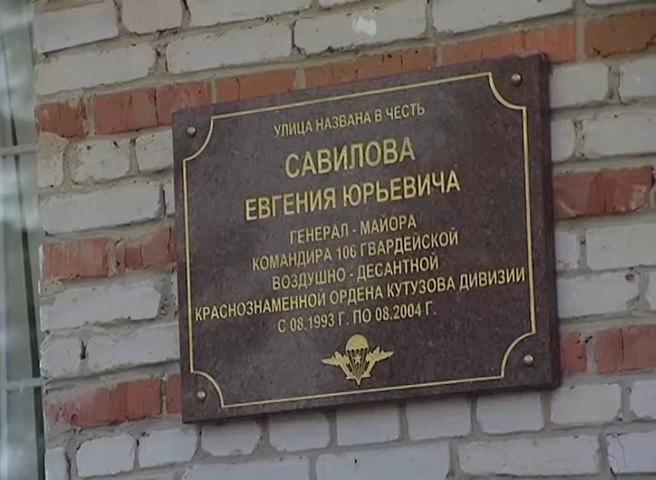 УЛИЦА НАЗВАНА В ЧЕСТЬ
САВИЛОВА
ЕВГЕНИЯ ЮРЬЕВИЧА
ГЕНЕРАЛ - МАЙОРА
КОМАНДИРА 106 ГВАРДЕЙСКОЙ
ВОЗДУШНО - ДЕСАНТНОЙ
КРАСНОЗНАМЕННОЙ ОРДЕНА КУТУЗОВА ДИВИЗИИ
С 08.1993 Г. ПО 08.2004 Г.